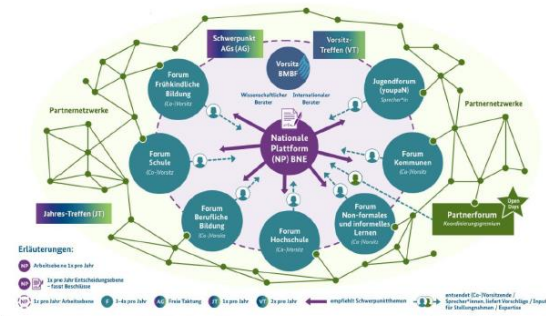 Schwerpunkt
AGs (AG)
Vorsitz-
Treffen (VT)
Vorsitz
BMBF
Wissenschaftlicher
Berater
Internationaler
Berater
Forum
Frühkindliche
Bildung
(Co-)Vorsitz
Jugendforum
(youpaN)
Sprecher*in
Partnernetzwerke
Partnernetzwerke
Nationale
Plattform
(NP) BNE
Forum
Schule
(Co-)Vorsitz
Forum
Kommunen
(Co-)Vorsitz
Forum
Berufliche
Bildung
(Co-)Vorsitz
Forum
Hochschule
(Co-)Vorsitz
Forum
Non-formales
und informelles
Lernen
(Co-)Vorsitz
Jahres-Treffen (JT)
Open
Partnerforum
Koordinierungsgremium
Erläuterungen:
NP Arbeitsebene 1x pro Jahr
NP 1x pro Jahr Entscheidungsebene
– fasst Beschlüsse
NP 1x pro Jahr Arbeitsebene
F 3-4x pro Jahr
AG Freie Taktung
JT 1x pro Jahr
VT 2x pro Jahr
empfiehlt Schwerpunktthemen
entsendet (Co-)Vorsitzende /
Sprecher*innen, liefert Vorschläge / Input
für Stellungnahmen / Expertise